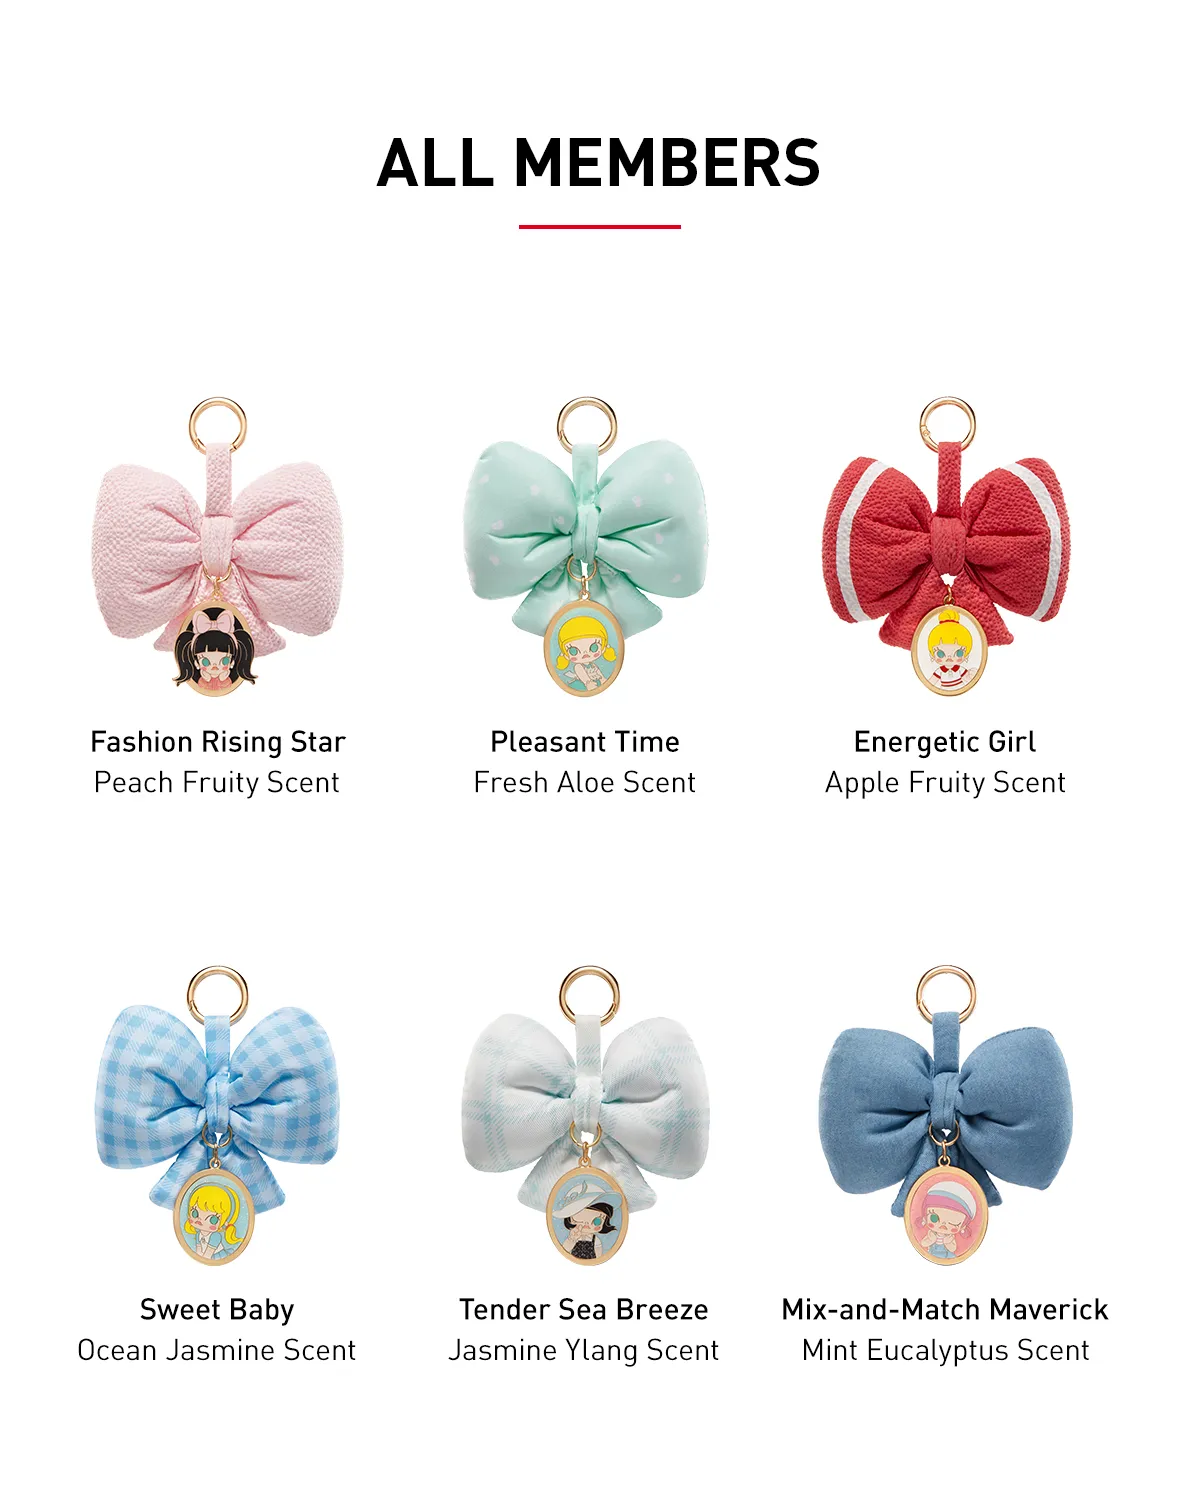 ALL MEMBERS
Fashion Rising Star
Peach Fruity Scent
Pleasant Time
Fresh Aloe Scent
Energetic Girl
Apple Fruity Scent
Sweet Baby
Ocean Jasmine Scent
Tender Sea Breeze
Jasmine Ylang Scent
Mix-and-Match Maverick
Mint Eucalyptus Scent